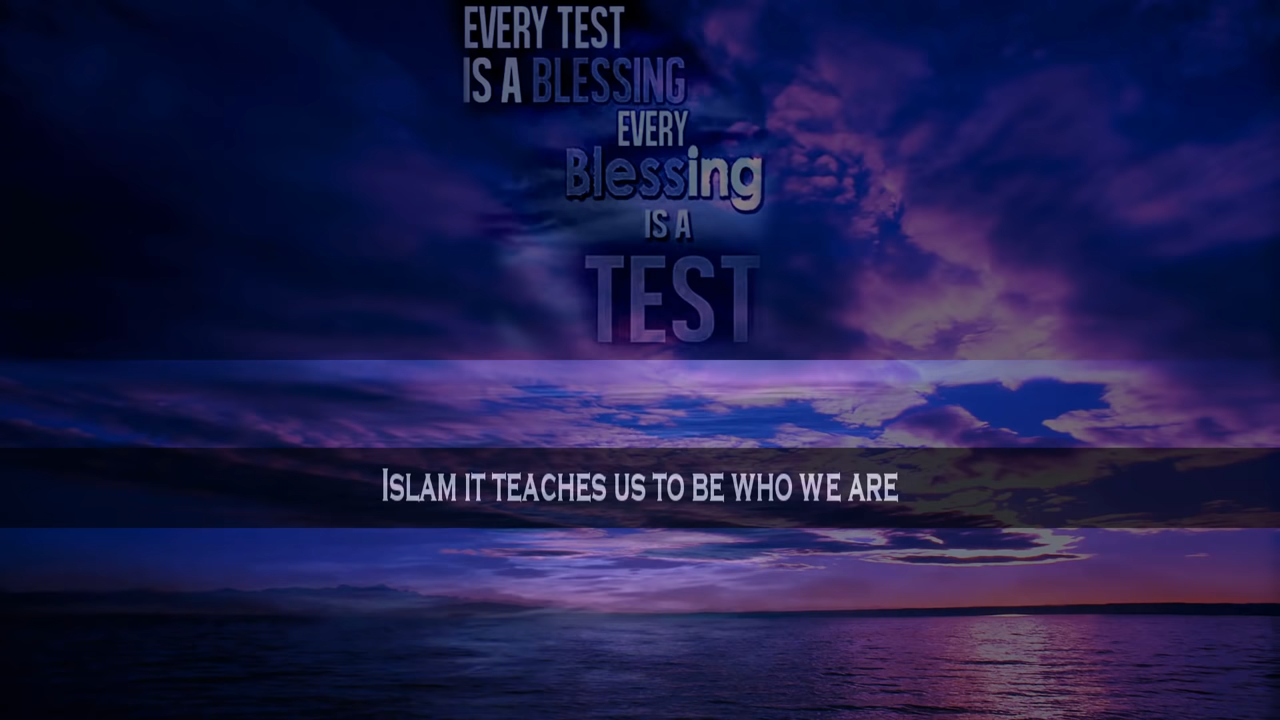 EVERY TEST
IS A BLESSING
EVERY
Blessing
IS A
TEST
Islam it teaches us to be who we are